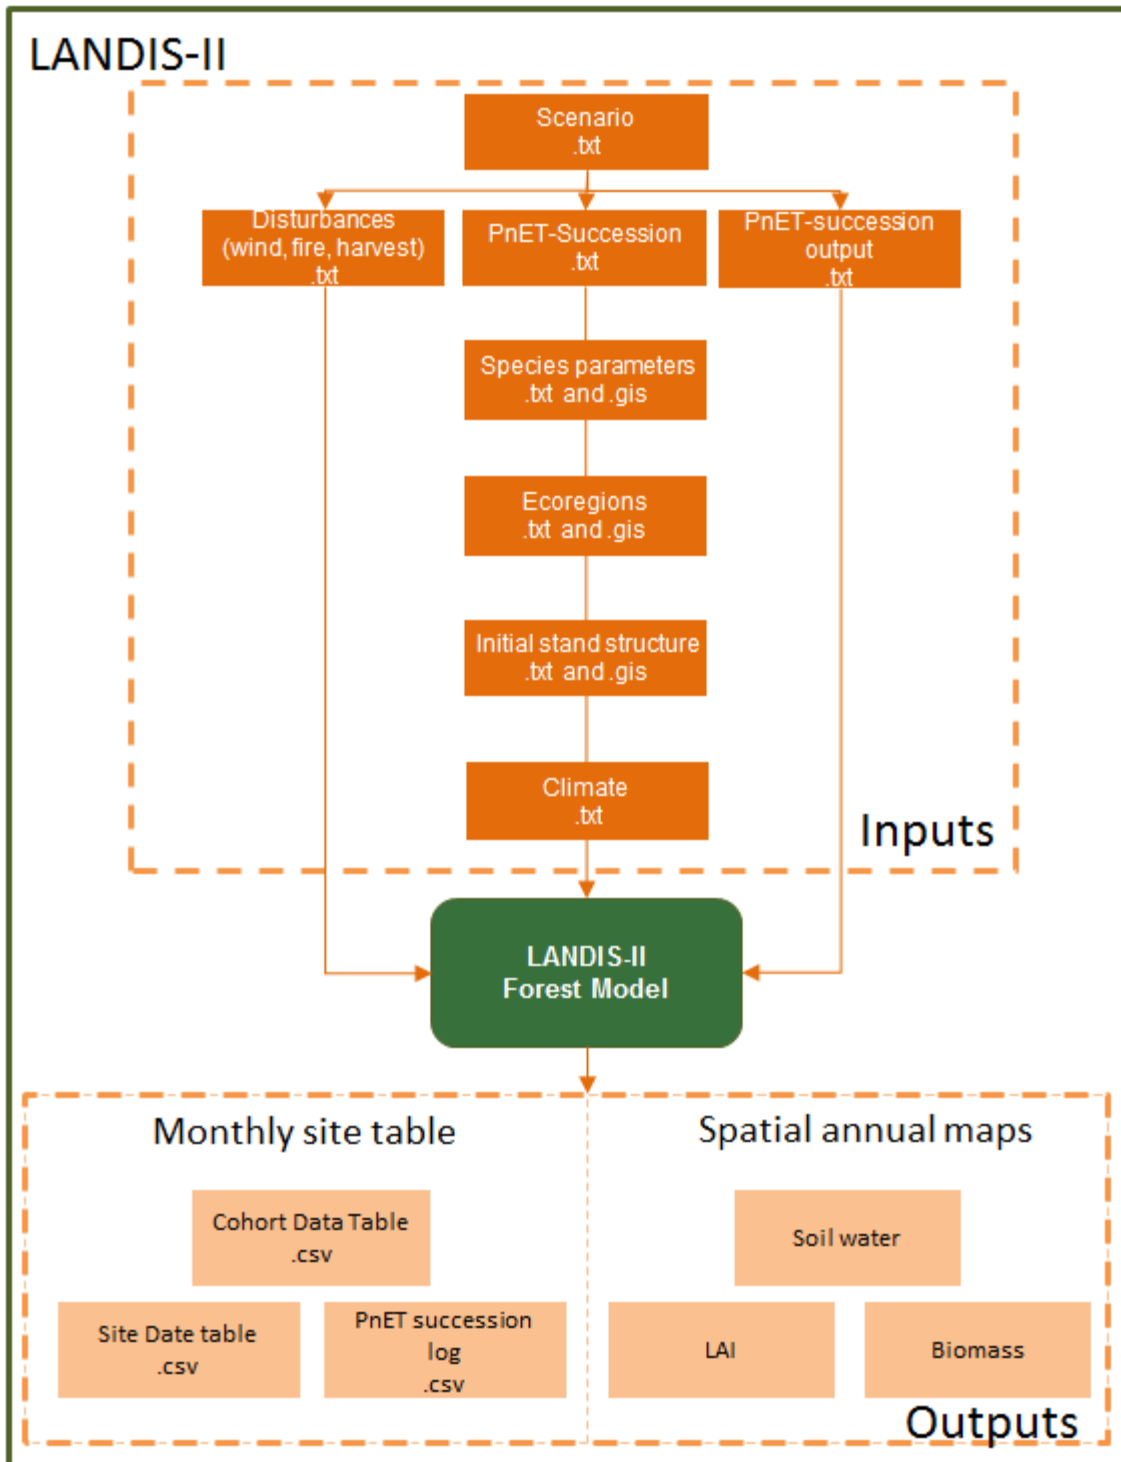 LANDIS-II
Scenario
.txt
Disturbances
(wind, fire, harvest)
.txt
PnET-Succession
.txt
PnET-succession
output
.txt
Species parameters
.txt and .gis
Ecoregions
.txt and .gis
Initial stand structure
.txt and .gis
Climate
.txt
Inputs
LANDIS-II
Forest Model
Monthly site table
Cohort Data Table
.csv
Site Date table
.csv
PnET succession
log
.csv
Spatial annual maps
Soil water
LAI
Biomass
Outputs